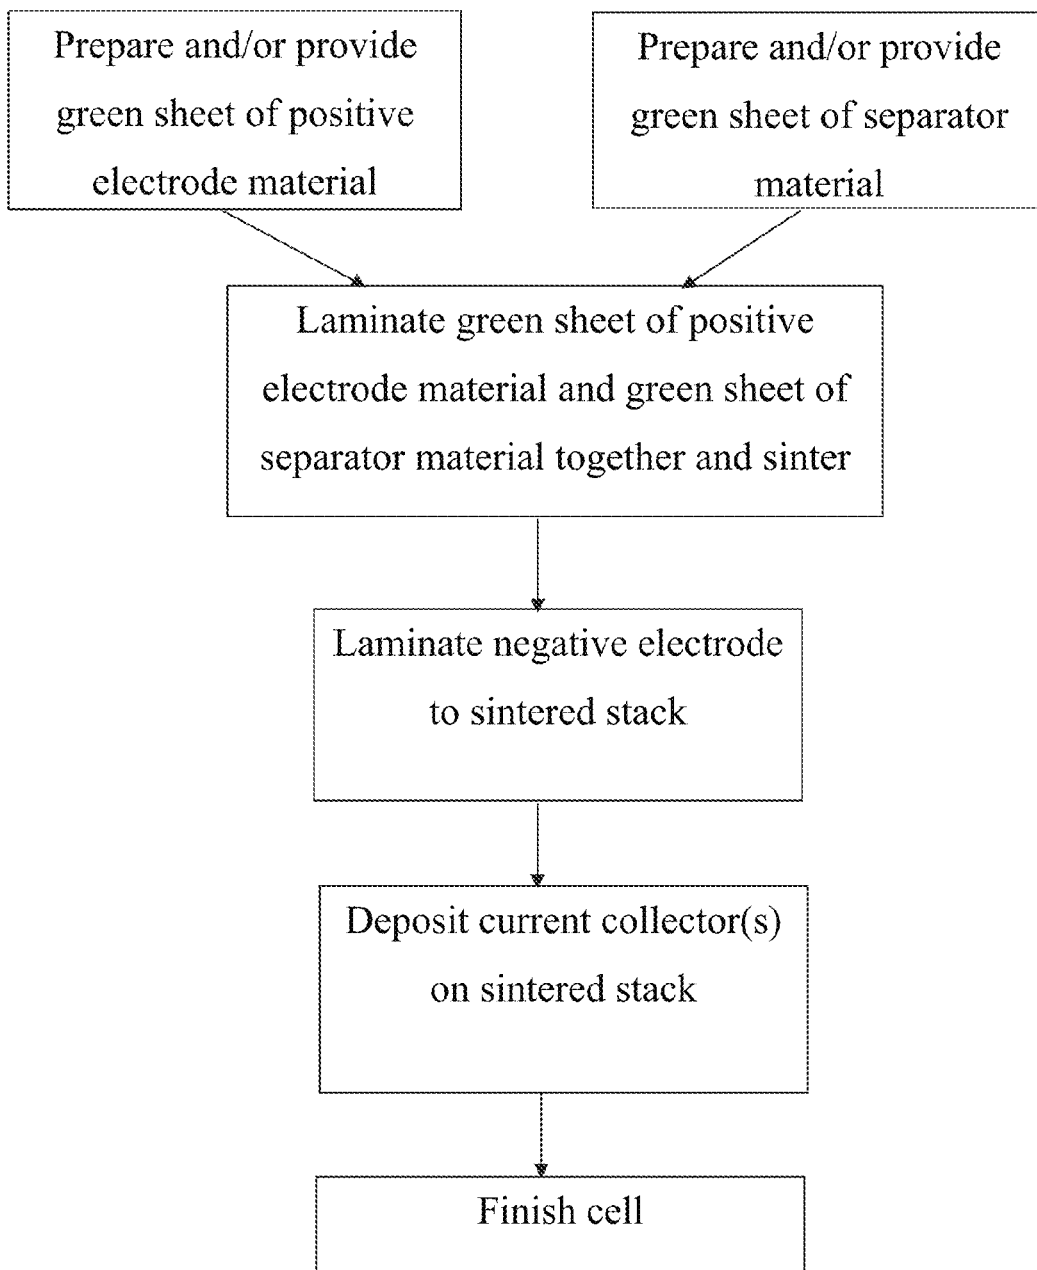 Prepare and/or provide
green sheet of positive
electrode material
Prepare and/or provide
green sheet of separator
material
Laminate green sheet of positive
electrode material and green sheet of
separator material together and sinter
Laminate negative electrode
to sintered stack
Deposit current collector(s)
on sintered stack
Finish cell